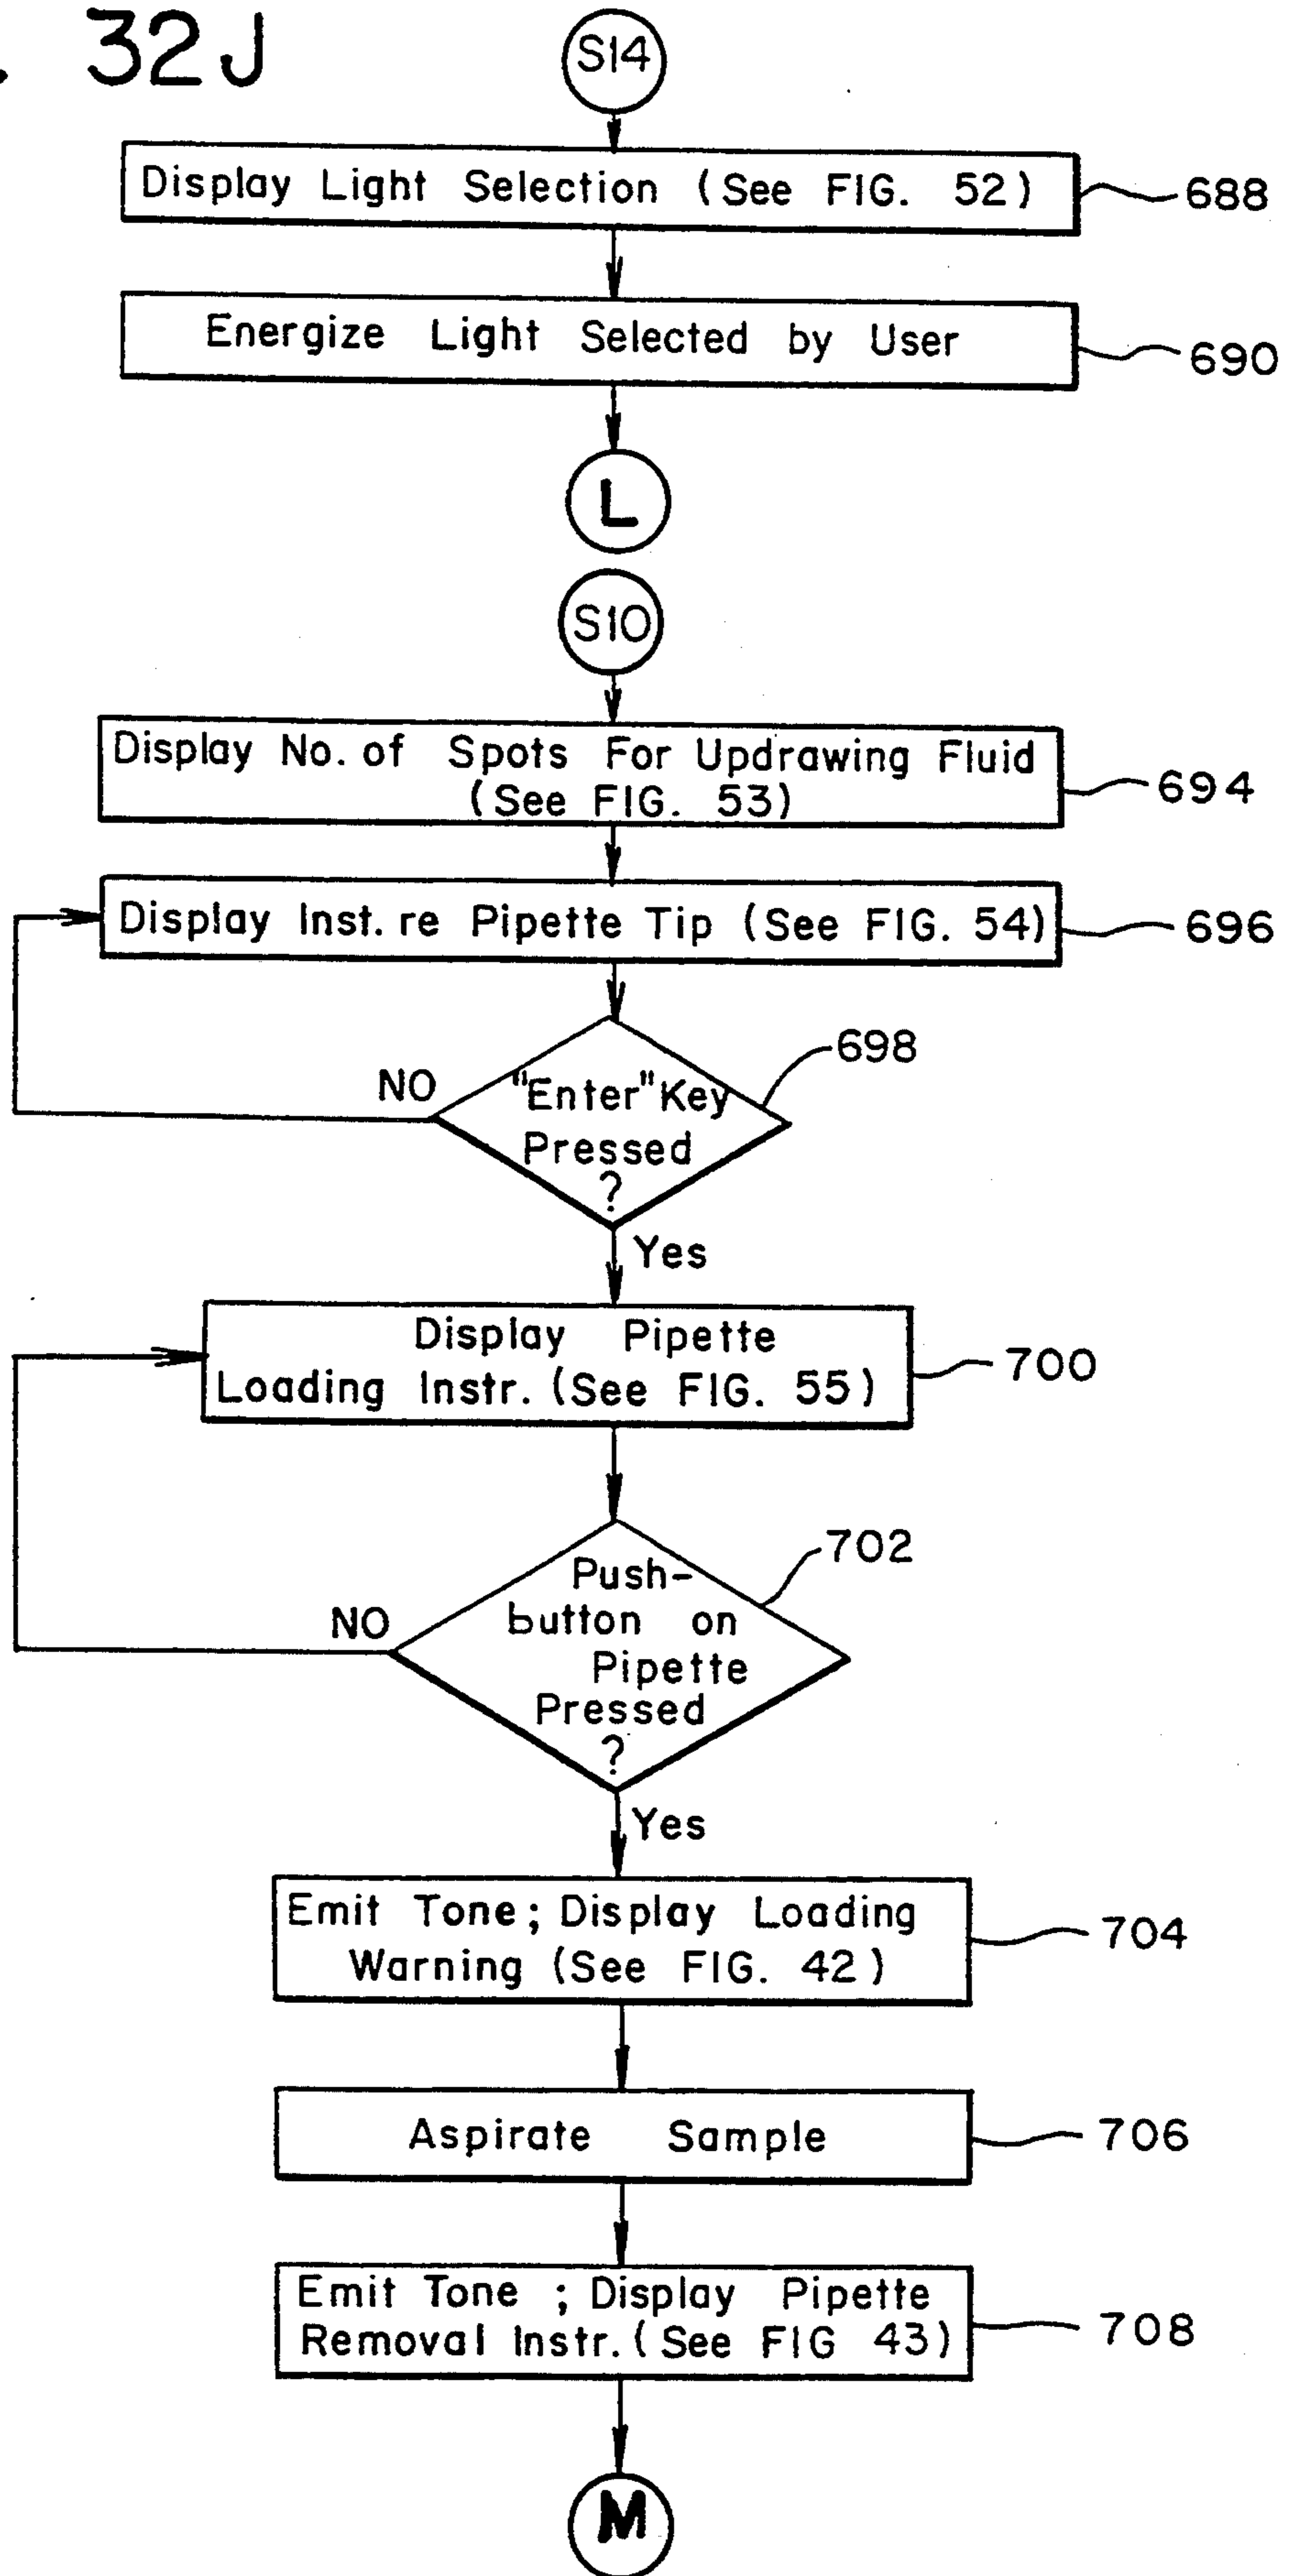 . 32J
S14
Display Light Selection (See FIG. 52)
688
Energize Light Selected by User
690
L
S10
Display No. of Spots For Updrawing Fluid
(See FIG. 53)
694
Display Inst. re Pipette Tip (See FIG. 54)
696
698
NO
"Enter" Key
Pressed
?
Yes
Display Pipette
Loading Instr. (See FIG. 55)
700
702
Push-
button on
Pipette
Pressed
?
NO
Yes
Emit Tone; Display Loading
Warning (See FIG. 42)
704
Aspirate Sample
706
Emit Tone ; Display Pipette
Removal Instr. (See FIG 43)
708
M